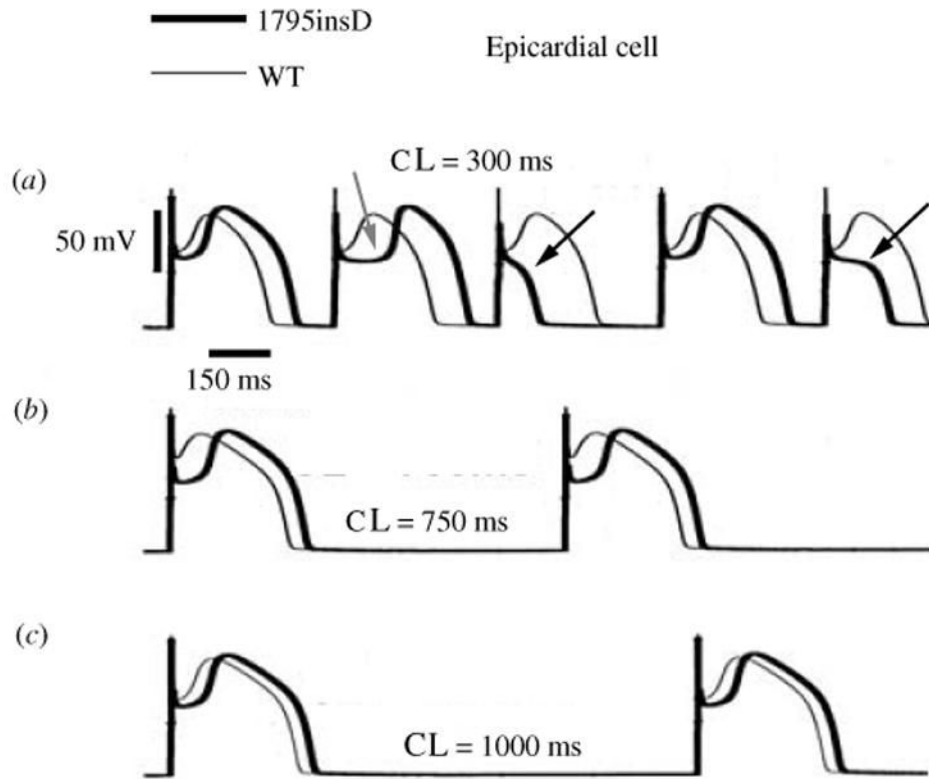 1795insD
WT
Epicardial cell
(a)
CL = 300 ms
50 mV
150 ms
(b)
CL = 750 ms
(c)
CL = 1000 ms